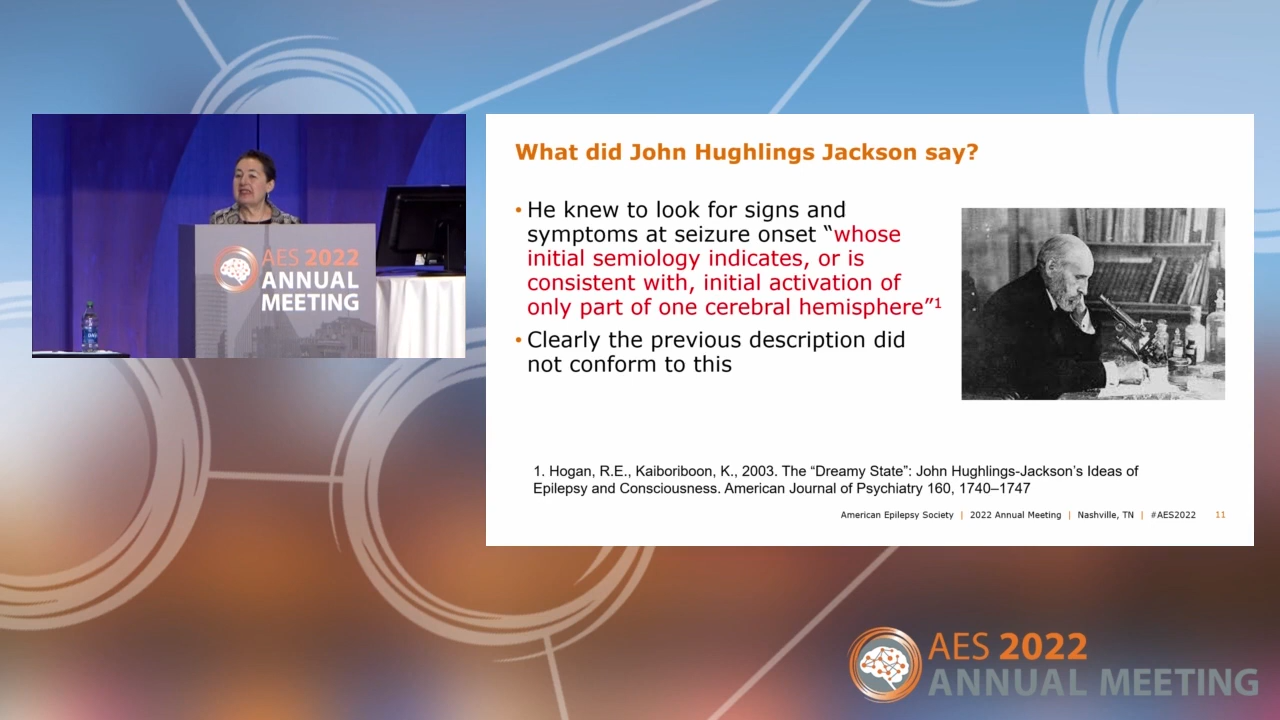 AES 2022
ANNUAL
MEETING
What did John Hughlings Jackson say?
• He knew to look for signs and
symptoms at seizure onset “whose
initial semiology indicates, or is
consistent with, initial activation of
only part of one cerebral hemisphere”1
• Clearly the previous description did
not conform to this
1. Hogan, R.E., Kaiboriboon, K., 2003. The “Dreamy State”: John Hughlings-Jackson’s Ideas of
Epilepsy and Consciousness. American Journal of Psychiatry 160, 1740–1747
American Epilepsy Society | 2022 Annual Meeting | Nashville, TN | #AES2022 11
AES 2022
ANNUAL MEETING